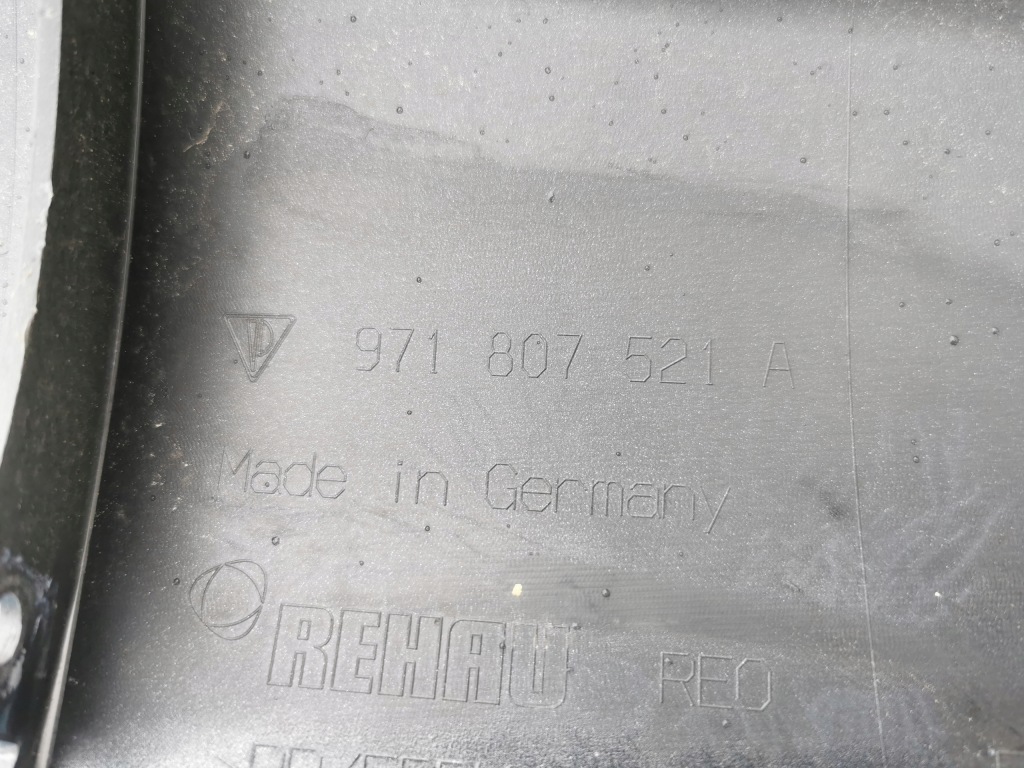 971 807 521 A
Made in Germany
REHAU REO